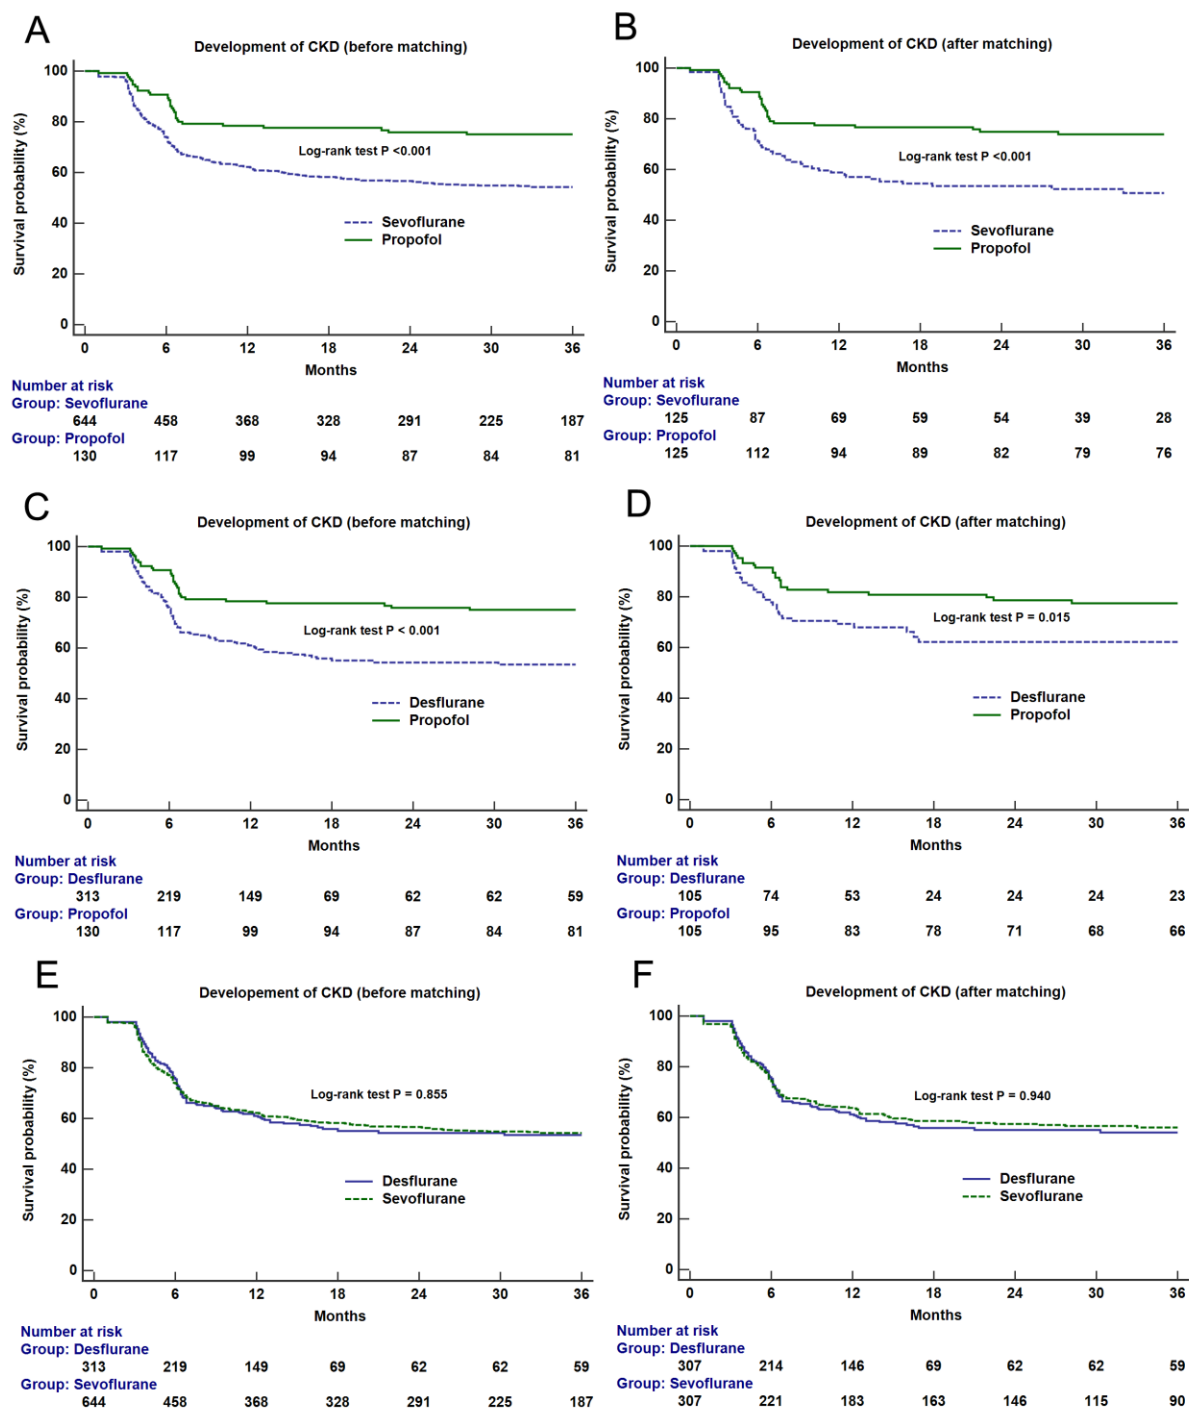 A
Development of CKD (before matching)
Survival probability (%)
100
80
60
40
20
0
Log-rank test P <0.001
Sevoflurane
Propofol
0 6 12 18 24 30 36
Months
Number at risk
Group: Sevoflurane
644 458 368 328 291 225 187
Group: Propofol
130 117 99 94 87 84 81
B
Development of CKD (after matching)
Survival probability (%)
100
80
60
40
20
0
Log-rank test P <0.001
Sevoflurane
Propofol
0 6 12 18 24 30 36
Months
Number at risk
Group: Sevoflurane
125 87 69 59 54 39 28
Group: Propofol
125 112 94 89 82 79 76
C
Development of CKD (before matching)
Survival probability (%)
100
80
60
40
20
0
Log-rank test P < 0.001
Desflurane
Propofol
0 6 12 18 24 30 36
Months
Number at risk
Group: Desflurane
313 219 149 69 62 62 59
Group: Propofol
130 117 99 94 87 84 81
D
Development of CKD (after matching)
Survival probability (%)
100
80
60
40
20
0
Log-rank test P = 0.015
Desflurane
Propofol
0 6 12 18 24 30 36
Months
Number at risk
Group: Desflurane
105 74 53 24 24 24 23
Group: Propofol
105 95 83 78 71 68 66
E
Developement of CKD (before matching)
Survival probability (%)
100
80
60
40
20
0
Log-rank test P = 0.855
Desflurane
Sevoflurane
0 6 12 18 24 30 36
Months
Number at risk
Group: Desflurane
313 219 149 69 62 62 59
Group: Sevoflurane
644 458 368 328 291 225 187
F
Development of CKD (after matching)
Survival probability (%)
100
80
60
40
20
0
Log-rank test P = 0.940
Desflurane
Sevoflurane
0 6 12 18 24 30 36
Months
Number at risk
Group: Desflurane
307 214 146 69 62 62 59
Group: Sevoflurane
307 221 183 163 146 115 90